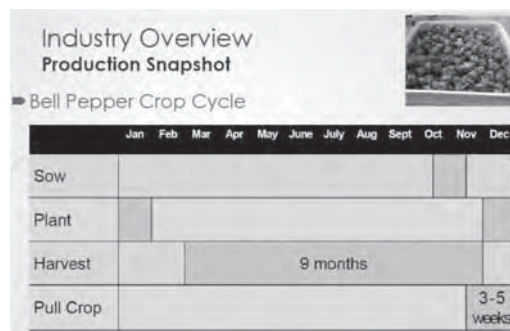 Industry Overview
Production Snapshot
Bell Pepper Crop Cycle
Jan Feb Mar Apr May June July Aug Sept Oct Nov Dec
Sow
Plant
Harvest 9 months
Pull Crop 3-5
weeks